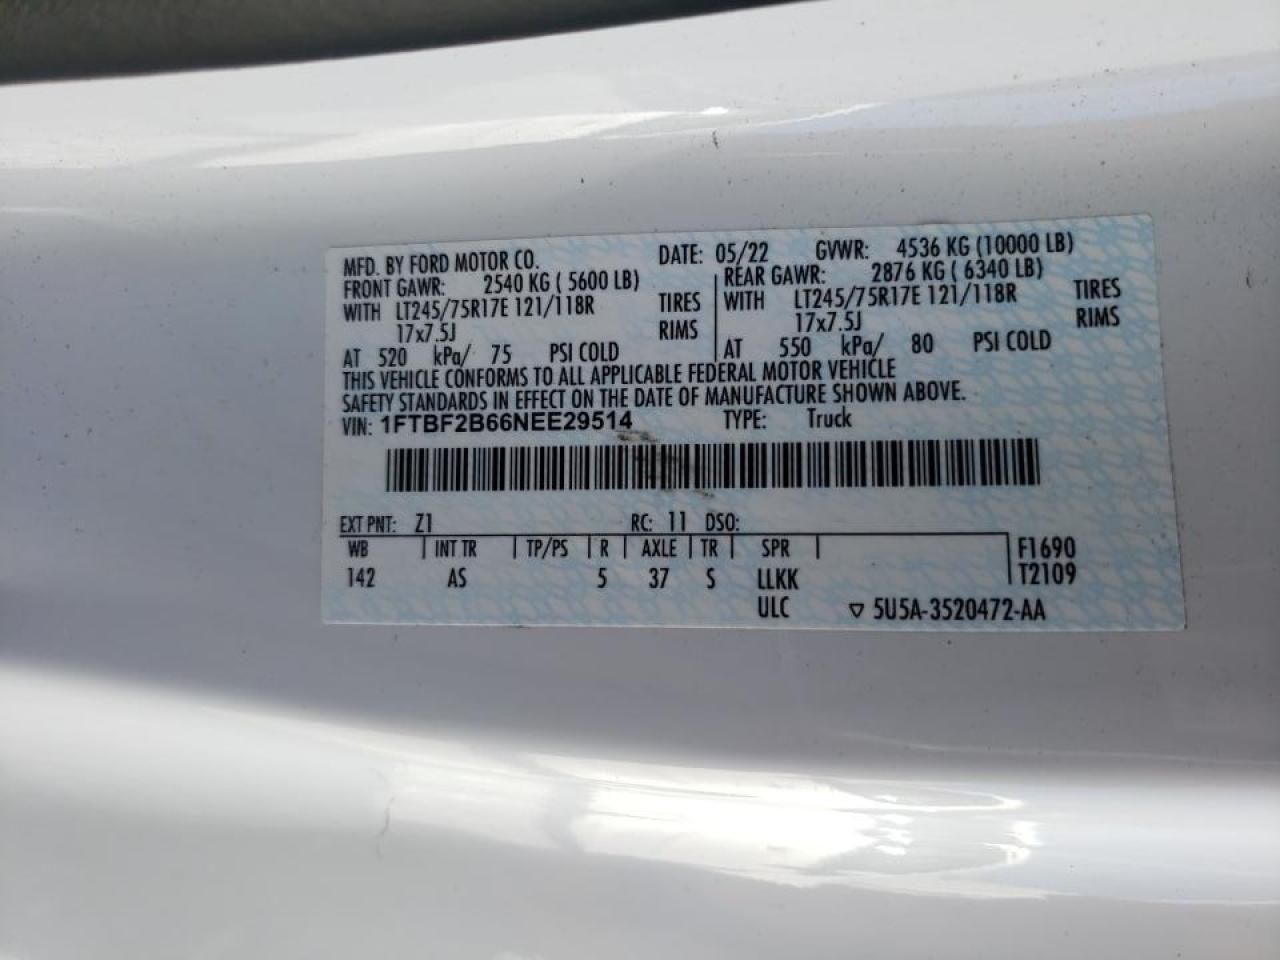 MFD. BY FORD MOTOR CO. DATE: 05/22 GVWR: 4536 KG (10000 LB)
FRONT GAWR: 2540 KG ( 5600 LB) REAR GAWR: 2876 KG ( 6340 LB)
WITH LT245/75R17E 121/118R TIRES WITH LT245/75R17E 121/118R TIRES
17x7.5J RIMS 17x7.5J RIMS
AT 520 kPa/ 75 PSI COLD AT 550 kPa/ 80 PSI COLD
THIS VEHICLE CONFORMS TO ALL APPLICABLE FEDERAL MOTOR VEHICLE
SAFETY STANDARDS IN EFFECT ON THE DATE OF MANUFACTURE SHOWN ABOVE.
VIN: 1FTBF2B66NEE29514 TYPE: Truck
EXT PNT: Z1 RC: 11 DSO:
WB INT TR TP/PS R AXLE TR SPR F1690
142 AS 5 37 S LLKK T2109
ULC ▽ 5U5A-3520472-AA